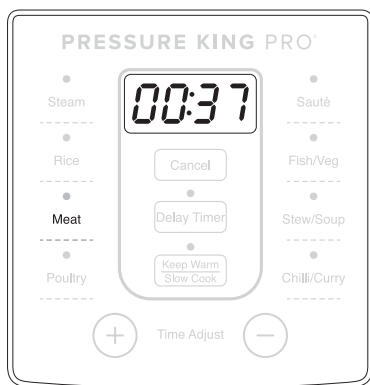 PRESSURE KING PRO°
00:37
Steam
Rice
Meat
Poultry
Cancel
Delay Timer
Keep Warm
Slow Cook
Sauté
Fish/Veg
Stew/Soup
Chilli/Curry
+ Time Adjust −